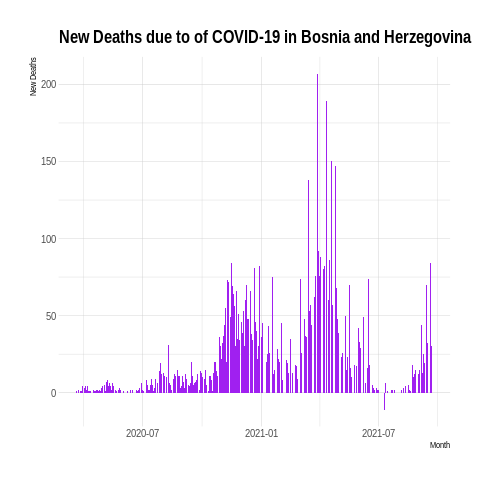 New Deaths due to of COVID-19 in Bosnia and Herzegovina
New Deaths
200
150
100
50
0
2020-07 2021-01 2021-07
Month